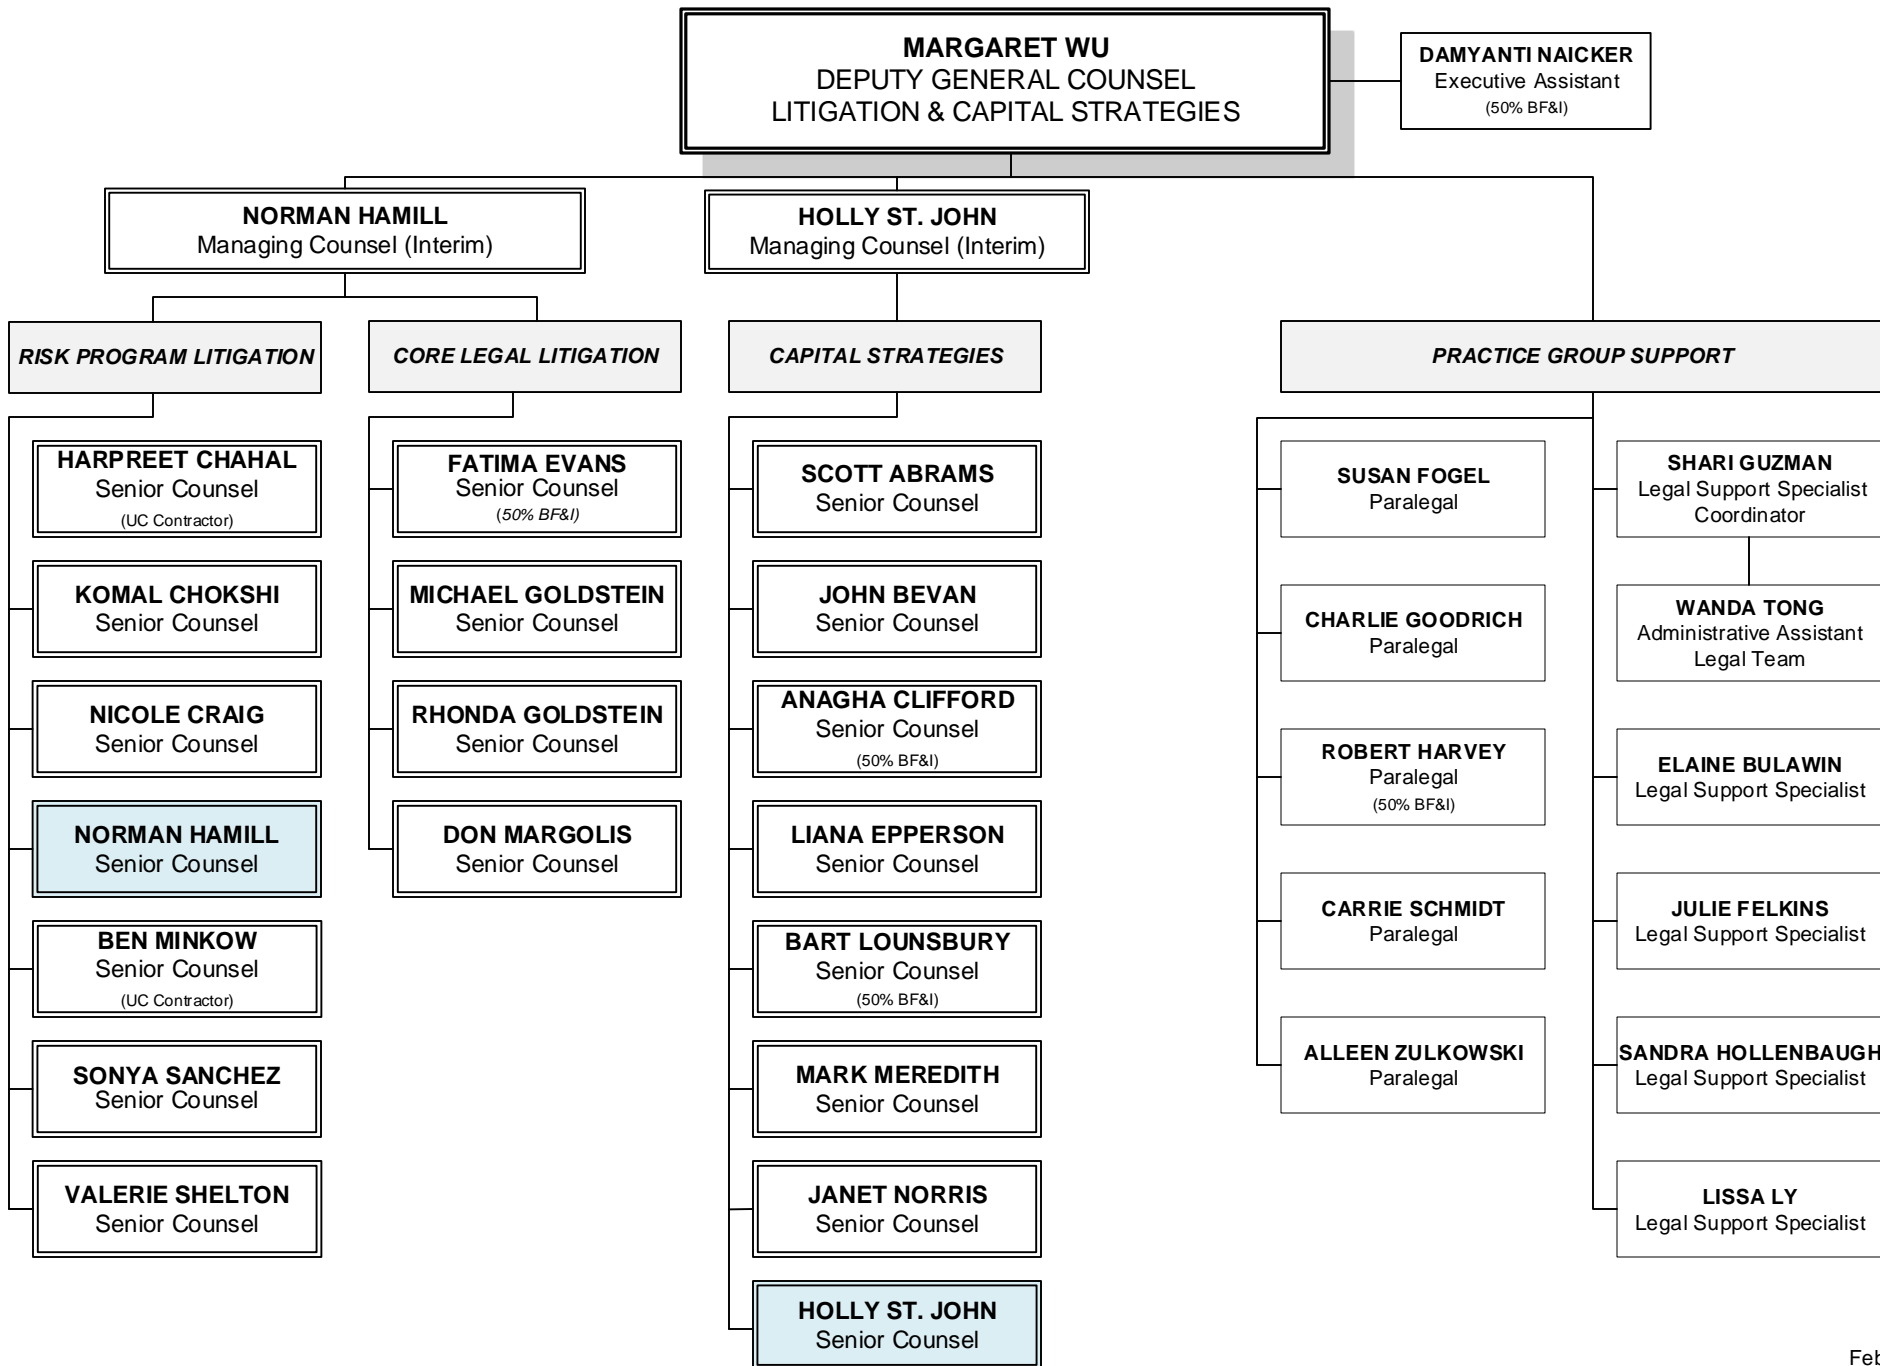 MARGARET WU
DEPUTY GENERAL COUNSEL
LITIGATION & CAPITAL STRATEGIES
DAMYANTI NAICKER
Executive Assistant
(50% BF&I)
NORMAN HAMILL
Managing Counsel (Interim)
HOLLY ST. JOHN
Managing Counsel (Interim)
RISK PROGRAM LITIGATION
HARPREET CHAHAL
Senior Counsel
(UC Contractor)
KOMAL CHOKSHI
Senior Counsel
NICOLE CRAIG
Senior Counsel
NORMAN HAMILL
Senior Counsel
BEN MINKOW
Senior Counsel
(UC Contractor)
SONYA SANCHEZ
Senior Counsel
VALERIE SHELTON
Senior Counsel
CORE LEGAL LITIGATION
FATIMA EVANS
Senior Counsel
(50% BF&I)
MICHAEL GOLDSTEIN
Senior Counsel
RHONDA GOLDSTEIN
Senior Counsel
DON MARGOLIS
Senior Counsel
CAPITAL STRATEGIES
SCOTT ABRAMS
Senior Counsel
JOHN BEVAN
Senior Counsel
ANAGHA CLIFFORD
Senior Counsel
(50% BF&I)
LIANA EPPERSON
Senior Counsel
BART LOUNSBURY
Senior Counsel
(50% BF&I)
MARK MEREDITH
Senior Counsel
JANET NORRIS
Senior Counsel
HOLLY ST. JOHN
Senior Counsel
PRACTICE GROUP SUPPORT
SUSAN FOGEL
Paralegal
CHARLIE GOODRICH
Paralegal
ROBERT HARVEY
Paralegal
(50% BF&I)
CARRIE SCHMIDT
Paralegal
ALLEEN ZULKOWSKI
Paralegal
SHARI GUZMAN
Legal Support Specialist
Coordinator
WANDA TONG
Administrative Assistant
Legal Team
ELAINE BULAWIN
Legal Support Specialist
JULIE FELKINS
Legal Support Specialist
SANDRA HOLLENBAUGH
Legal Support Specialist
LISSA LY
Legal Support Specialist
Feb